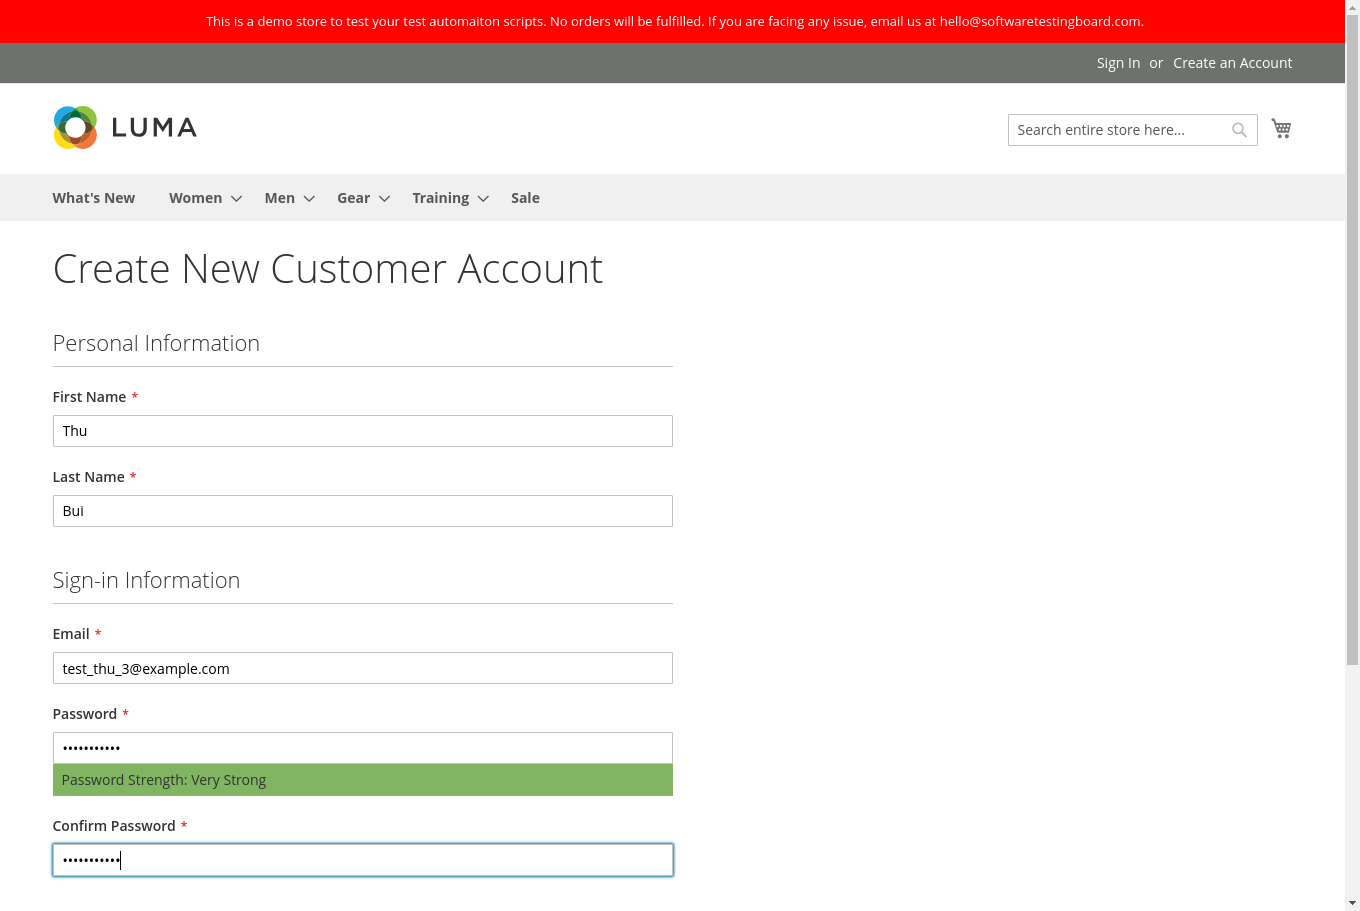 This is a demo store to test your test automaiton scripts. No orders will be fulfilled. If you are facing any issue, email us at hello@softwaretestingboard.com.
Sign In or Create an Account
LUMA
Search entire store here...
What's New Women Men Gear Training Sale
Create New Customer Account
Personal Information
First Name *
Thu
Last Name *
Bui
Sign-in Information
Email *
test_thu_3@example.com
Password *
•••••••••••
Password Strength: Very Strong
Confirm Password *
•••••••••••